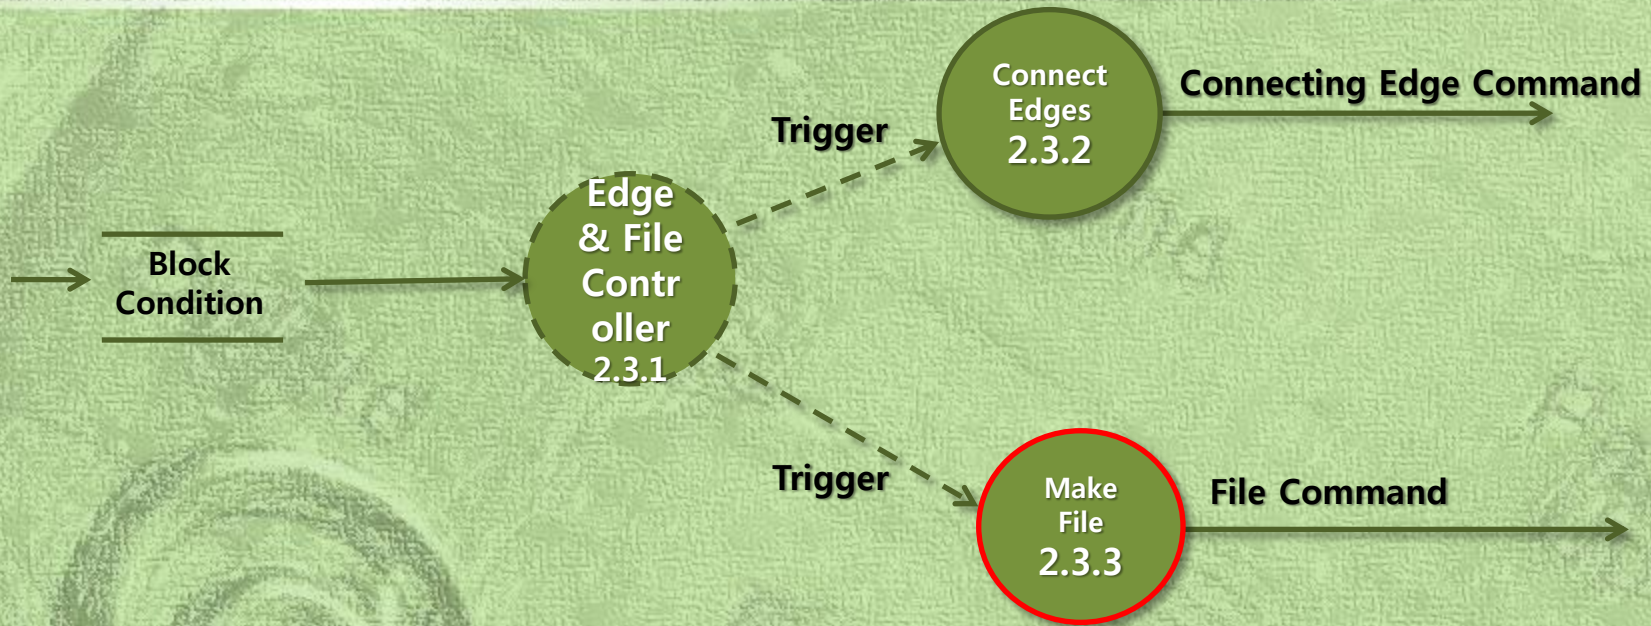 Block
Condition
Edge
& File
Contr
oller
2.3.1
Trigger
Connect
Edges
2.3.2
Connecting Edge Command
Trigger
Make
File
2.3.3
File Command